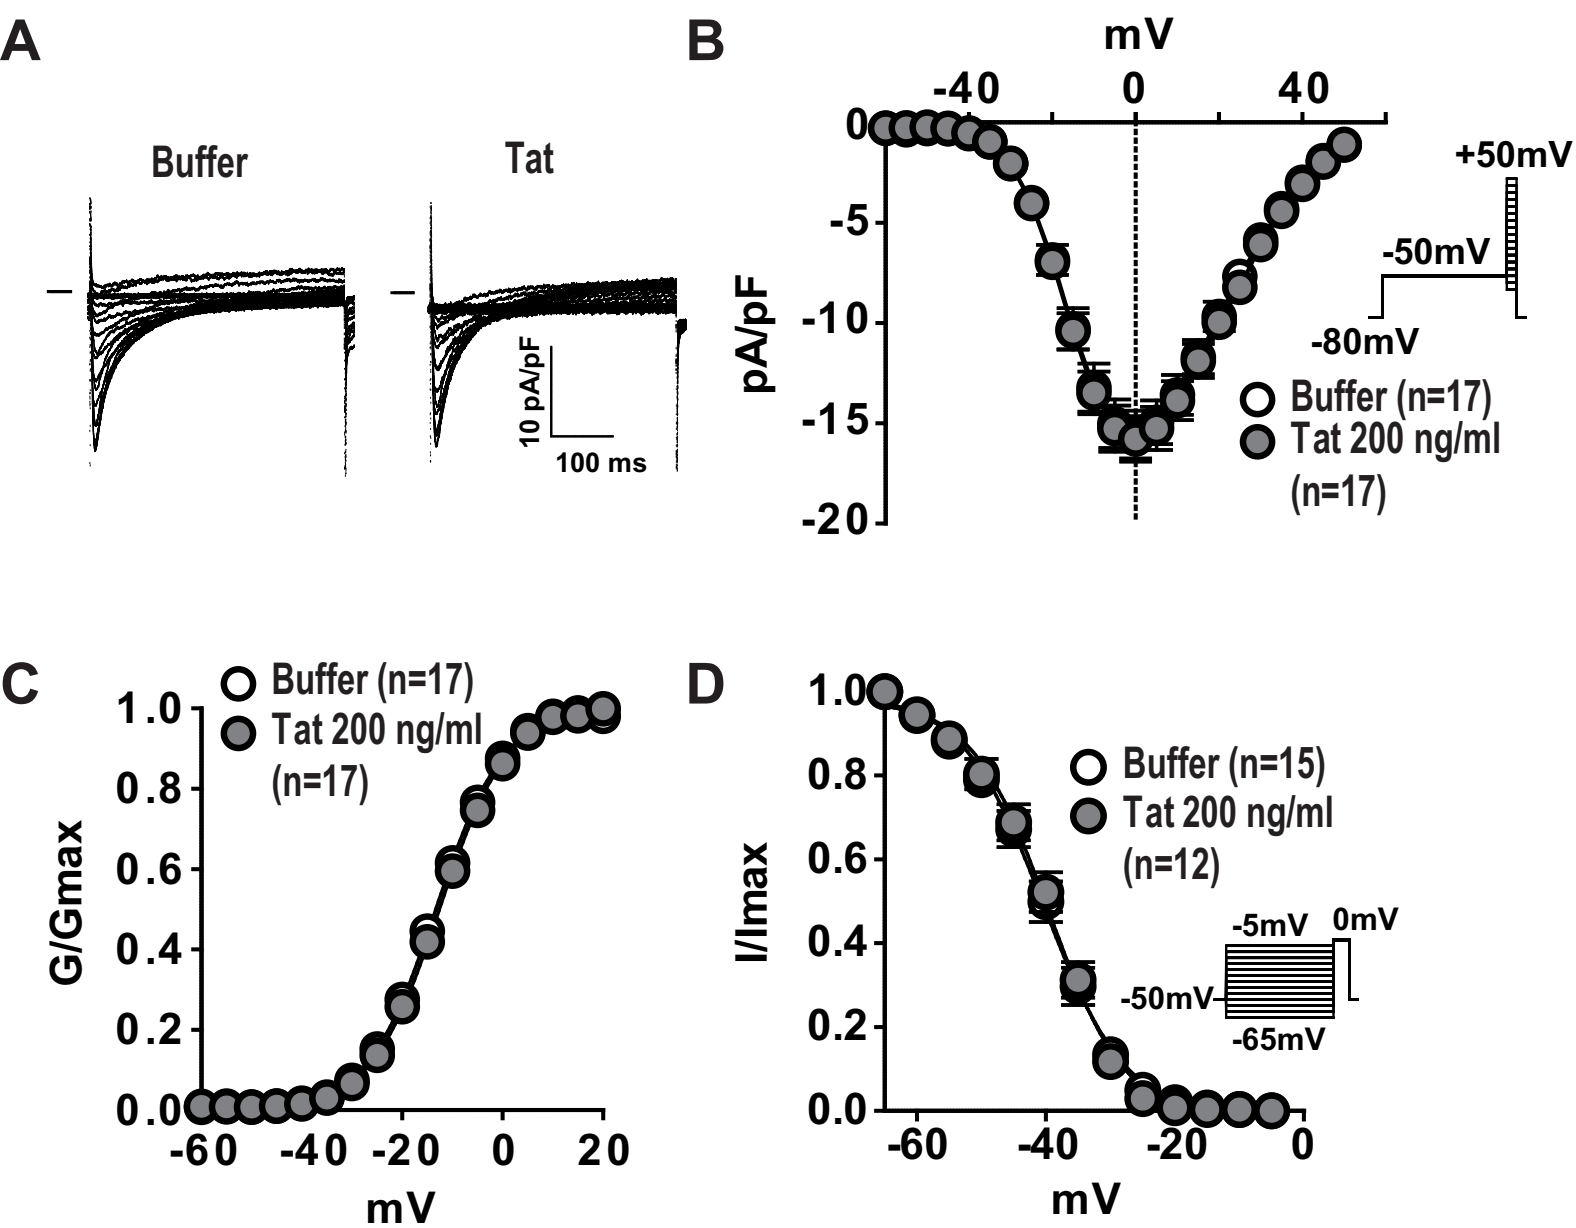 A
Buffer
Tat
10 pA/pF
100 ms
B
mV
-40 0 40
0
-5
-10
-15
-20
pA/pF
+50mV
-50mV
-80mV
Buffer (n=17)
Tat 200 ng/ml
(n=17)
C
Buffer (n=17)
Tat 200 ng/ml
(n=17)
1.0
0.8
0.6
0.4
0.2
0.0
G/Gmax
-60 -40 -20 0 20
mV
D
1.0
0.8
0.6
0.4
0.2
0.0
I/Imax
Buffer (n=15)
Tat 200 ng/ml
(n=12)
-5mV 0mV
-50mV
-65mV
-60 -40 -20 0
mV